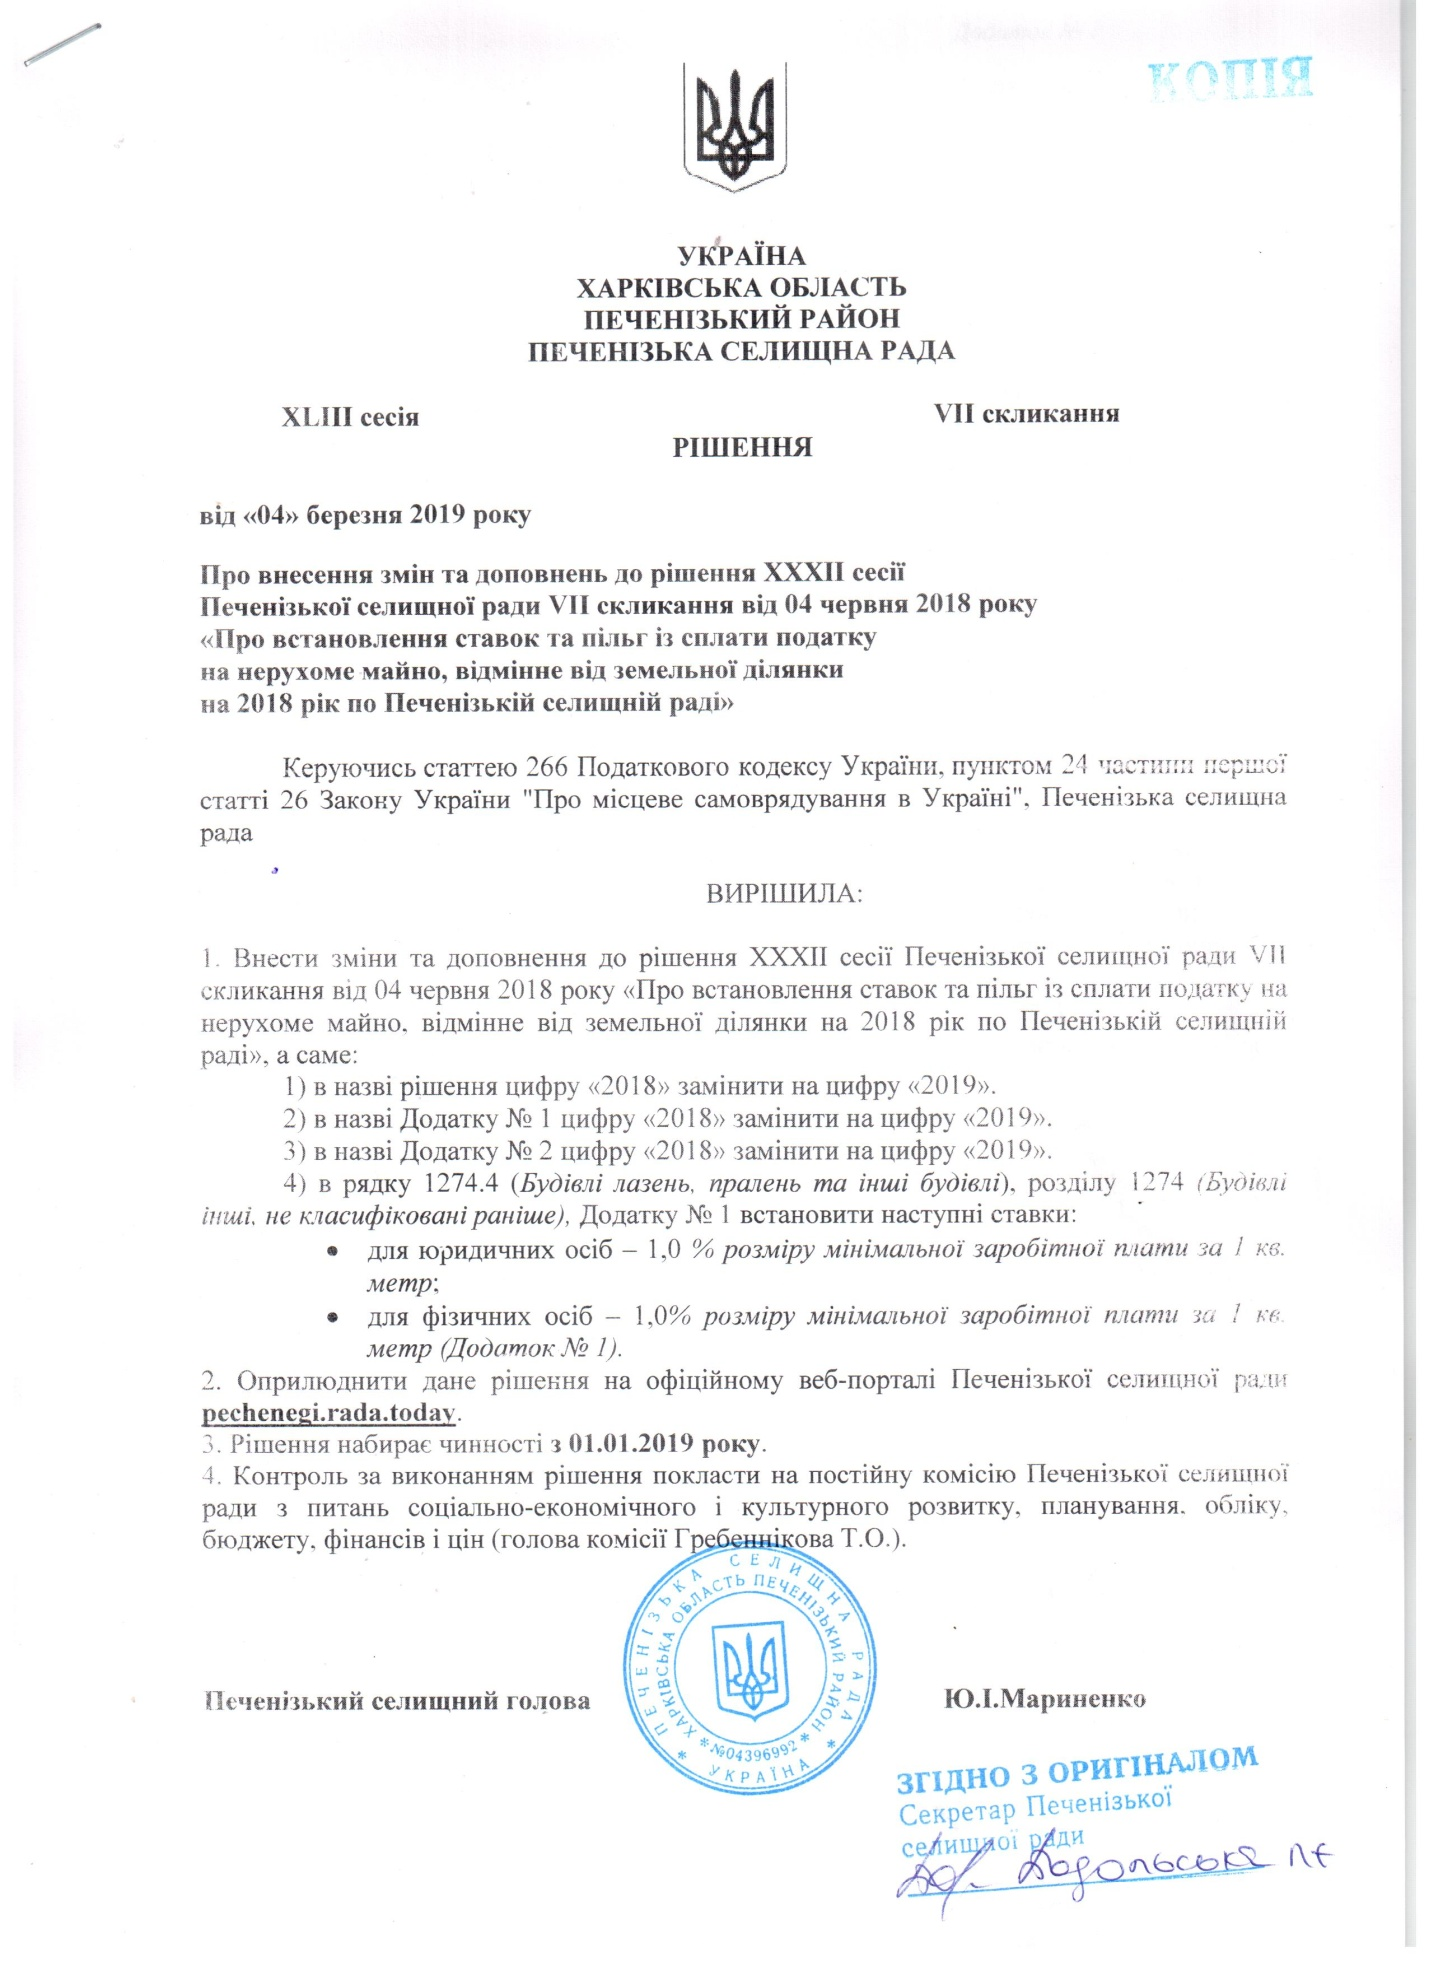 КОПІЯ
УКРАЇНА
ХАРКІВСЬКА ОБЛАСТЬ
ПЕЧЕНІЗЬКИЙ РАЙОН
ПЕЧЕНІЗЬКА СЕЛИЩНА РАДА
XLIII сесія VII скликання
РІШЕННЯ
від «04» березня 2019 року
Про внесення змін та доповнень до рішення XXXII сесії
Печенізької селищної ради VII скликання від 04 червня 2018 року
«Про встановлення ставок та пільг із сплати податку
на нерухоме майно, відмінне від земельної ділянки
на 2018 рік по Печенізькій селищній раді»
Керуючись статтею 266 Податкового кодексу України, пунктом 24 частини першої
статті 26 Закону України "Про місцеве самоврядування в Україні", Печенізька селищна
рада
ВИРІШИЛА:
1. Внести зміни та доповнення до рішення XXXII сесії Печенізької селищної ради VII
скликання від 04 червня 2018 року «Про встановлення ставок та пільг із сплати податку на
нерухоме майно, відмінне від земельної ділянки на 2018 рік по Печенізькій селищній
раді», а саме:
1) в назві рішення цифру «2018» замінити на цифру «2019».
2) в назві Додатку № 1 цифру «2018» замінити на цифру «2019».
3) в назві Додатку № 2 цифру «2018» замінити на цифру «2019».
4) в рядку 1274.4 (Будівлі лазень, пралень та інші будівлі), розділу 1274 (Будівлі
інші, не класифіковані раніше), Додатку № 1 встановити наступні ставки:
• для юридичних осіб – 1,0 % розміру мінімальної заробітної плати за 1 кв.
метр;
• для фізичних осіб – 1,0% розміру мінімальної заробітної плати за 1 кв.
метр (Додаток № 1).
2. Оприлюднити дане рішення на офіційному веб-порталі Печенізької селищної ради
pechenegi.rada.today.
3. Рішення набирає чинності з 01.01.2019 року.
4. Контроль за виконанням рішення покласти на постійну комісію Печенізької селищної
ради з питань соціально-економічного і культурного розвитку, планування, обліку,
бюджету, фінансів і цін (голова комісії Гребеннікова Т.О.).
Печенізький селищний голова Ю.І.Мариненко
* ПЕЧЕНІЗЬКА СЕЛИЩНА РАДА *
УКРАЇНА
* ХАРКІВСЬКА ОБЛАСТЬ ПЕЧЕНІЗЬКИЙ РАЙОН *
№04396992
ЗГІДНО З ОРИГІНАЛОМ
Секретар Печенізької
селищної ради
Додольська